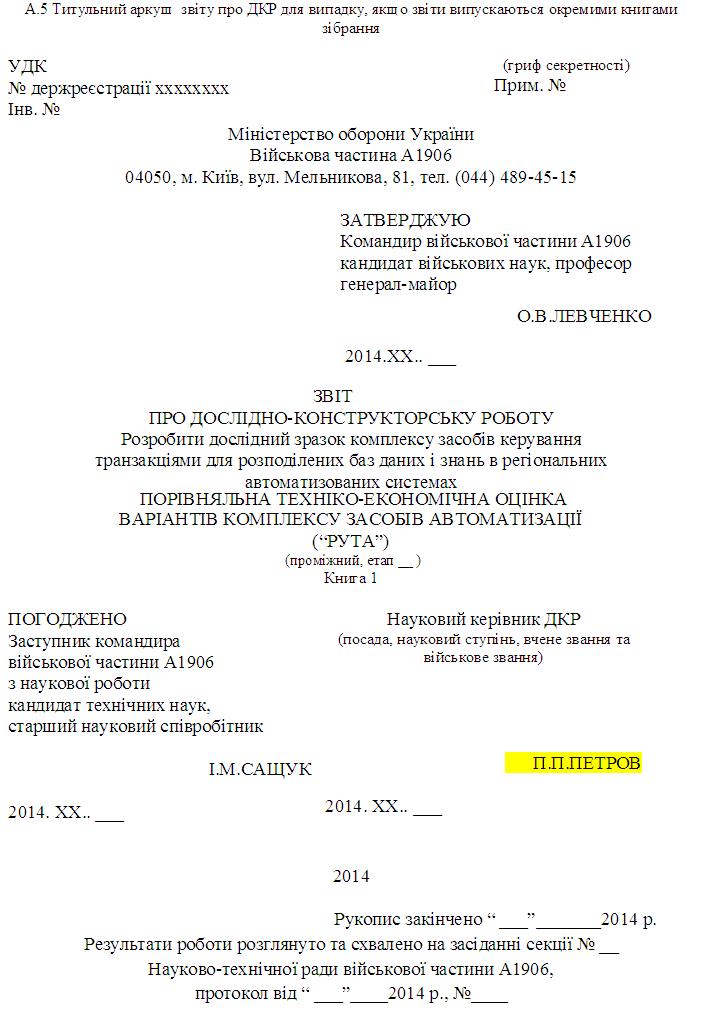 А.5 Титульний аркуш звіту про ДКР для випадку, якщо звіти випускаються окремими книгами
зібрання
УДК
(гриф секретності)
№ держреєстрації хххххххх
Прим. №
Інв. №
Міністерство оборони України
Військова частина А1906
04050, м. Київ, вул. Мельникова, 81, тел. (044) 489-45-15
ЗАТВЕРДЖУЮ
Командир військової частини А1906
кандидат військових наук, професор
генерал-майор
О.В.ЛЕВЧЕНКО
2014.ХХ.. ___
ЗВІТ
ПРО ДОСЛІДНО-КОНСТРУКТОРСЬКУ РОБОТУ
Розробити дослідний зразок комплексу засобів керування
транзакціями для розподілених баз даних і знань в регіональних
автоматизованих системах
ПОРІВНЯЛЬНА ТЕХНІКО-ЕКОНОМІЧНА ОЦІНКА
ВАРІАНТІВ КОМПЛЕКСУ ЗАСОБІВ АВТОМАТИЗАЦІЇ
(“РУТА”)
(проміжний, етап __ )
Книга 1
ПОГОДЖЕНО
Заступник командира
військової частини А1906
з наукової роботи
кандидат технічних наук,
старший науковий співробітник
І.М.САЩУК
2014. ХХ.. ___
Науковий керівник ДКР
(посада, науковий ступінь, вчене звання та
військове звання)
П.П.ПЕТРОВ
2014. ХХ.. ___
2014
Рукопис закінчено “ ___”_______2014 р.
Результати роботи розглянуто та схвалено на засіданні секції № __
Науково-технічної ради військової частини А1906,
протокол від “ ___”____2014 р., №____